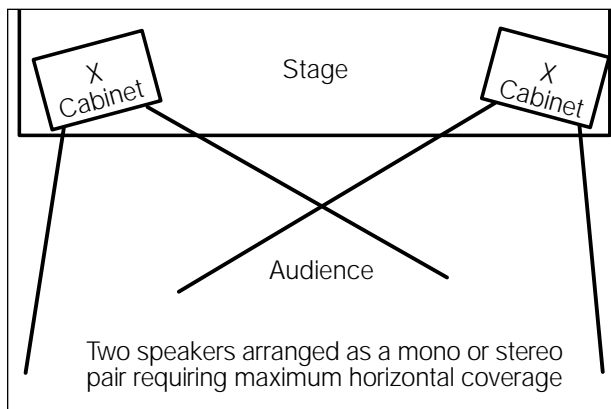 X
Cabinet
Stage
X
Cabinet
Audience
Two speakers arranged as a mono or stereo
pair requiring maximum horizontal coverage